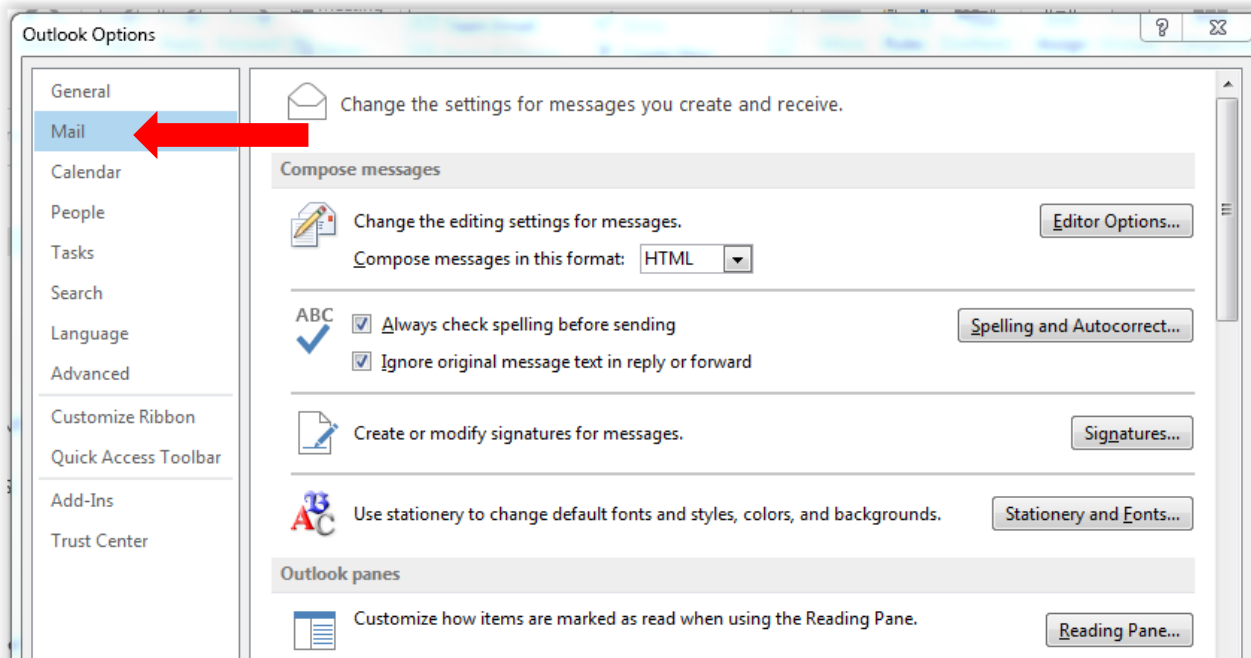 Outlook Options
General
Mail
Calendar
People
Tasks
Search
Language
Advanced
Customize Ribbon
Quick Access Toolbar
Add-Ins
Trust Center
Change the settings for messages you create and receive.
Compose messages
Change the editing settings for messages.
Editor Options...
Compose messages in this format: HTML
ABC
Always check spelling before sending
Spelling and Autocorrect...
Ignore original message text in reply or forward
Create or modify signatures for messages.
Signatures...
Use stationery to change default fonts and styles, colors, and backgrounds.
Stationery and Fonts...
Outlook panes
Customize how items are marked as read when using the Reading Pane.
Reading Pane...